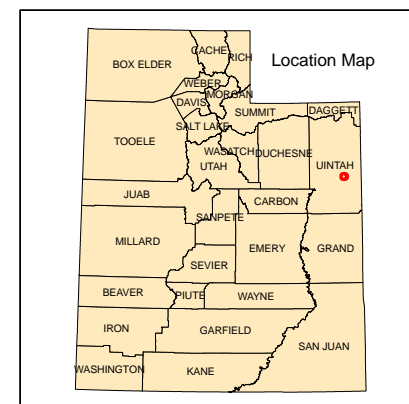 Location Map
CACHE
RICH
BOX ELDER
WEBER
MORGAN
DAVIS
SUMMIT
DAGGETT
SALT LAKE
TOOELE
WASATCH
DUCHESNE
UINTAH
UTAH
JUAB
CARBON
SANPETE
MILLARD
EMERY
GRAND
SEVIER
BEAVER
PIUTE
WAYNE
IRON
GARFIELD
SAN JUAN
WASHINGTON
KANE